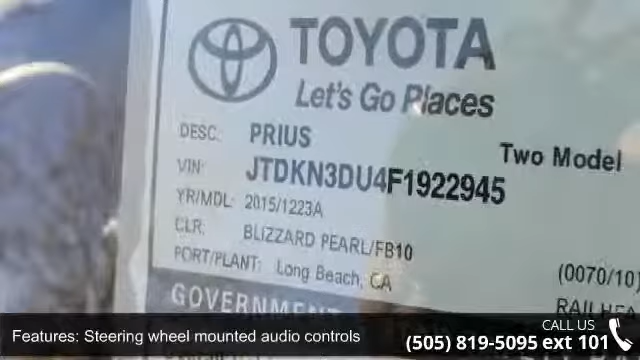 TOYOTA
Let's Go Places
DESC: PRIUS
Two Model
VIN: JTDKN3DU4F1922945
YR/MDL: 2015/1223A
CLR: BLIZZARD PEARL/FB10
PORT/PLANT: Long Beach, CA
(0070/10)
GOVERNMENT
RAILHEA
Features: Steering wheel mounted audio controls
CALL US
(505) 819-5095 ext 101